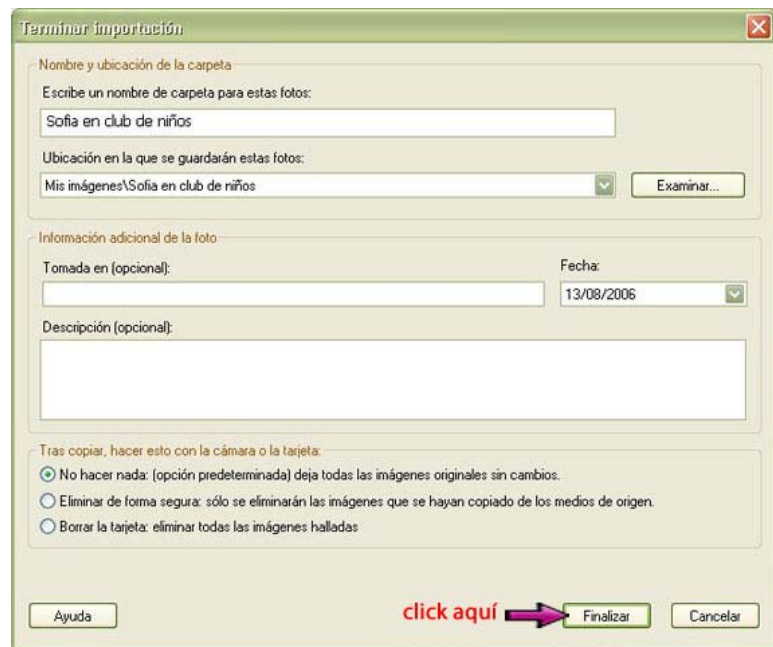 Terminar importación
Nombre y ubicación de la carpeta
Escribe un nombre de carpeta para estas fotos:
Sofia en club de niños
Ubicación en la que se guardarán estas fotos:
Mis imágenes\Sofia en club de niños
Examinar...
Información adicional de la foto
Tomada en (opcional):
Fecha:
13/08/2006
Descripción (opcional):
Tras copiar, hacer esto con la cámara o la tarjeta:
No hacer nada: (opción predeterminada) deja todas las imágenes originales sin cambios.
Eliminar de forma segura: sólo se eliminarán las imágenes que se hayan copiado de los medios de origen.
Borrar la tarjeta: eliminar todas las imágenes halladas
Ayuda
click aquí
Finalizar
Cancelar